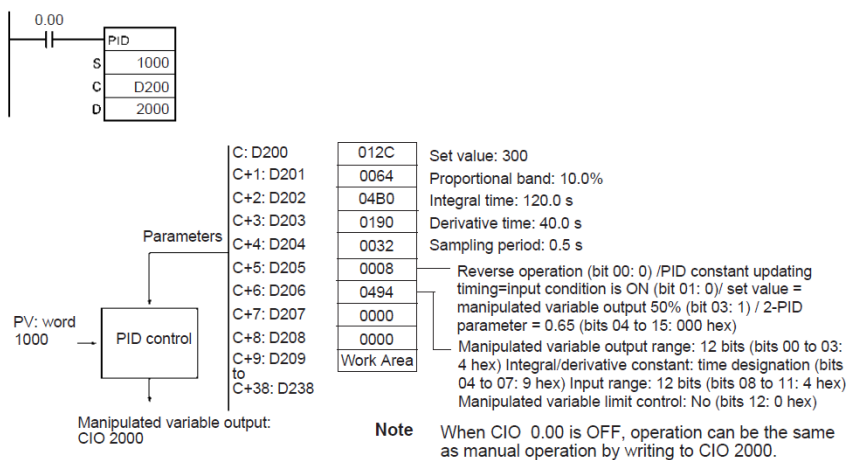 0.00
PID
S 1000
C D200
D 2000
C: D200 012C Set value: 300
C+1: D201 0064 Proportional band: 10.0%
C+2: D202 04B0 Integral time: 120.0 s
C+3: D203 0190 Derivative time: 40.0 s
Parameters
C+4: D204 0032 Sampling period: 0.5 s
C+5: D205 0008
C+6: D206 0494
C+7: D207 0000
C+8: D208 0000
C+9: D209 Work Area
to
C+38: D238
Reverse operation (bit 00: 0) /PID constant updating
timing=input condition is ON (bit 01: 0)/ set value =
manipulated variable output 50% (bit 03: 1) / 2-PID
parameter = 0.65 (bits 04 to 15: 000 hex)
Manipulated variable output range: 12 bits (bits 00 to 03:
4 hex) Integral/derivative constant: time designation (bits
04 to 07: 9 hex) Input range: 12 bits (bits 08 to 11: 4 hex)
Manipulated variable limit control: No (bits 12: 0 hex)
PV: word
1000
PID control
Manipulated variable output:
CIO 2000
Note When CIO 0.00 is OFF, operation can be the same
as manual operation by writing to CIO 2000.